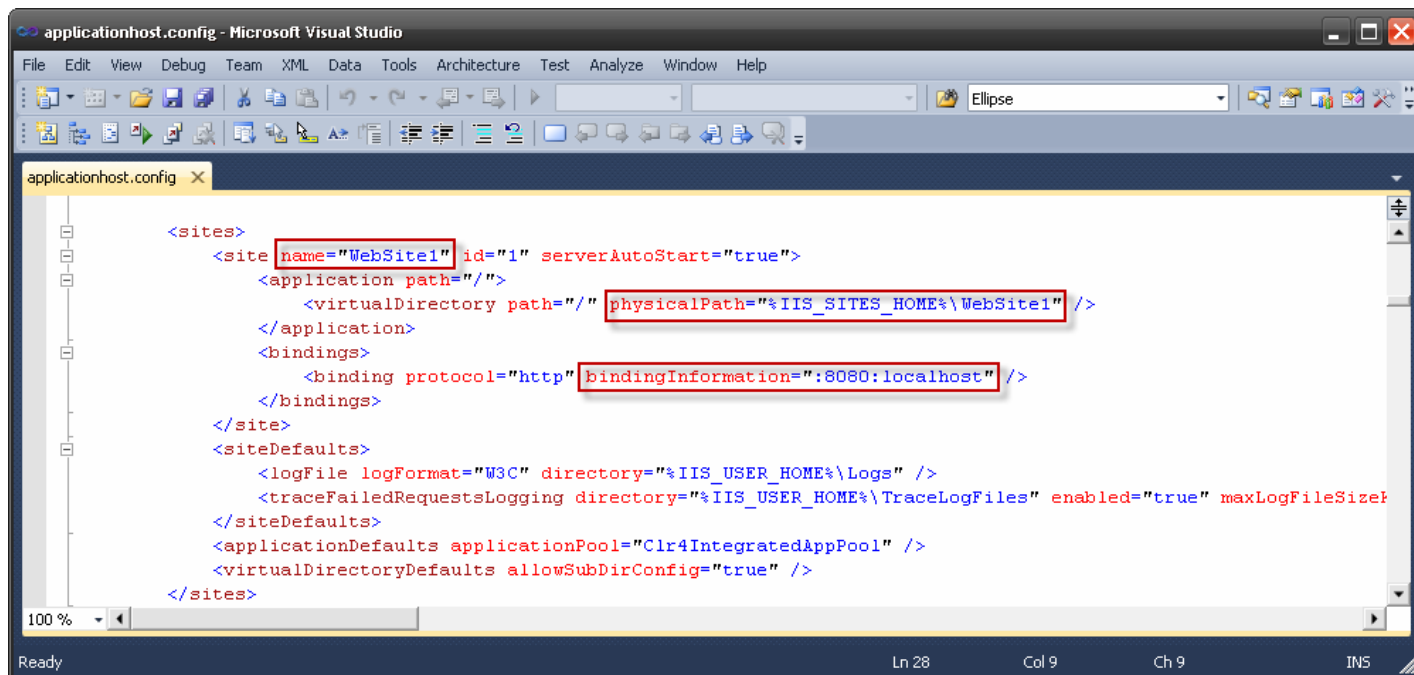 applicationhost.config - Microsoft Visual Studio
File Edit View Debug Team XML Data Tools Architecture Test Analyze Window Help
Ellipse
applicationhost.config
<sites>
<site name="WebSite1" id="1" serverAutoStart="true">
<application path="/">
<virtualDirectory path="/" physicalPath="%IIS_SITES_HOME%\WebSite1" />
</application>
<bindings>
<binding protocol="http" bindingInformation=":8080:localhost" />
</bindings>
</site>
<siteDefaults>
<logFile logFormat="W3C" directory="%IIS_USER_HOME%\Logs" />
<traceFailedRequestsLogging directory="%IIS_USER_HOME%\TraceLogFiles" enabled="true" maxLogFileSizeK
</siteDefaults>
<applicationDefaults applicationPool="Clr4IntegratedAppPool" />
<virtualDirectoryDefaults allowSubDirConfig="true" />
</sites>
100 %
Ready Ln 28 Col 9 Ch 9 INS